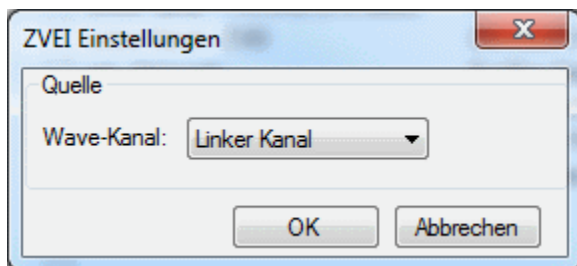 ZVEI Einstellungen
Quelle
Wave-Kanal: Linker Kanal
OK Abbrechen